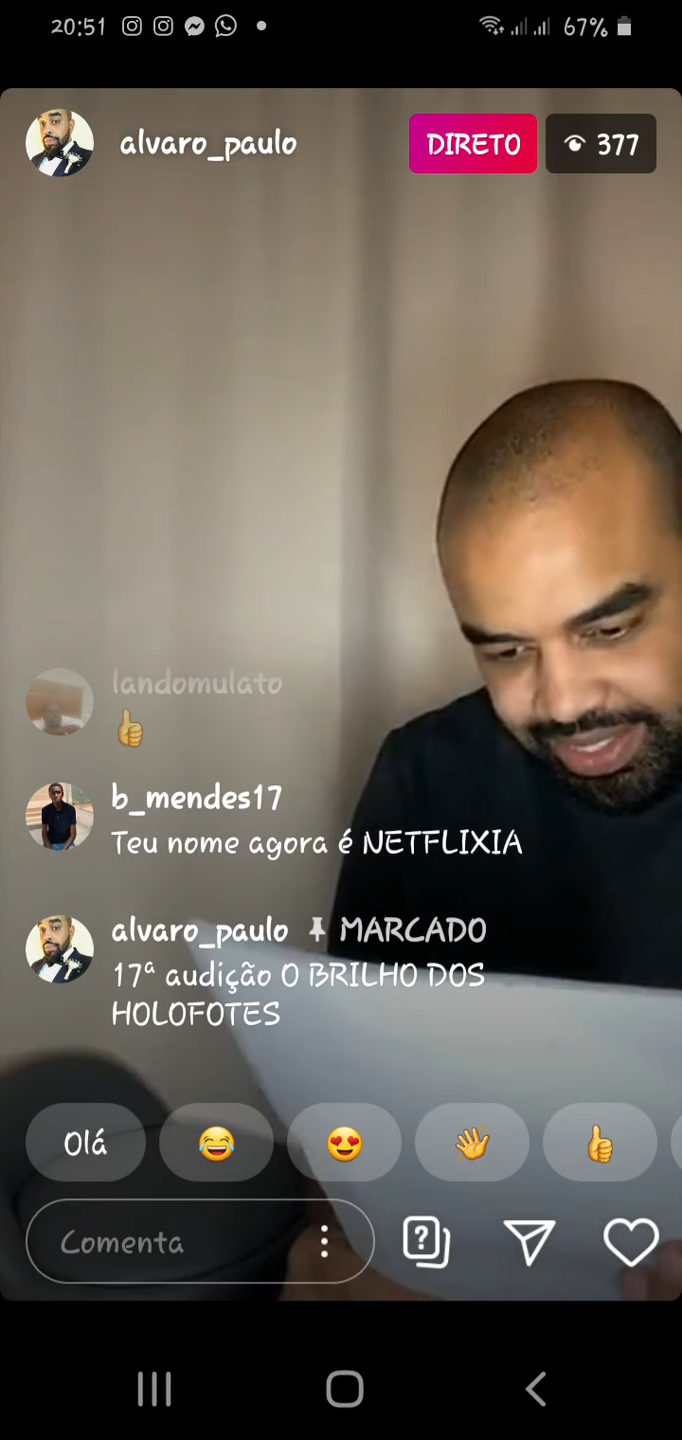 20:51
67%
alvaro_paulo
DIRETO
377
landomulato
b_mendes17
Teu nome agora é NETFLIXIA
alvaro_paulo MARCADO
17ª audição O BRILHO DOS
HOLOFOTES
Olá
Comenta